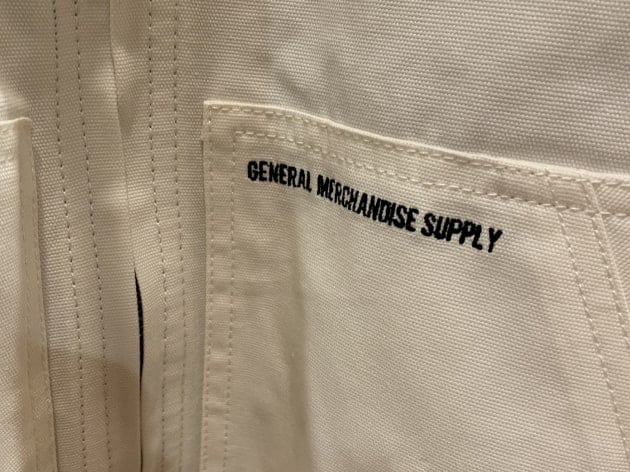 GENERAL MERCHANDISE SUPPLY